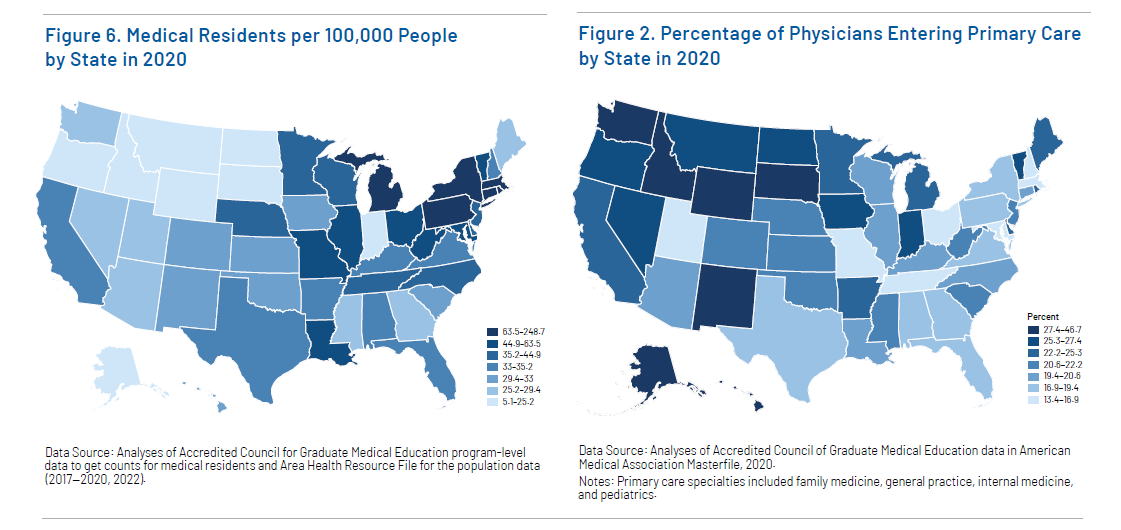 Figure 6. Medical Residents per 100,000 People
by State in 2020
63.5–248.7
44.9–63.5
35.2–44.9
33–35.2
29.4–33
25.2–29.4
5.1–25.2
Data Source: Analyses of Accredited Council for Graduate Medical Education program-level
data to get counts for medical residents and Area Health Resource File for the population data
(2017–2020, 2022).
Figure 2. Percentage of Physicians Entering Primary Care
by State in 2020
Percent
27.4–46.7
25.3–27.4
22.2–25.3
20.6–22.2
19.4–20.6
16.9–19.4
13.4–16.9
Data Source: Analyses of Accredited Council of Graduate Medical Education data in American
Medical Association Masterfile, 2020.
Notes: Primary care specialties included family medicine, general practice, internal medicine,
and pediatrics.